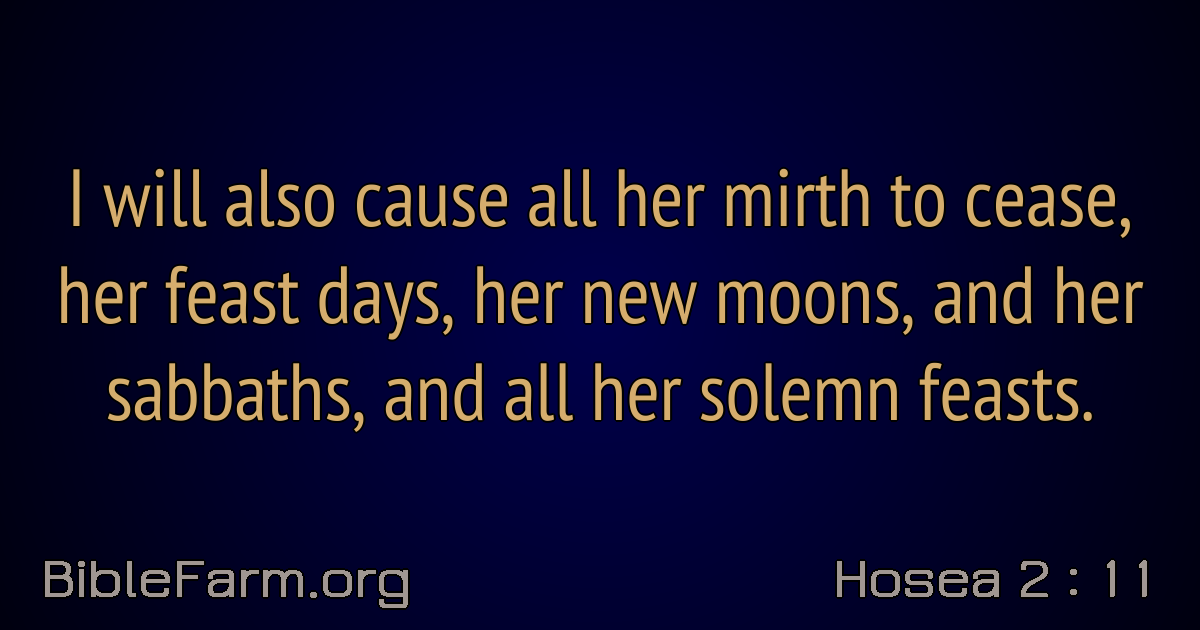 I will also cause all her mirth to cease,
her feast days, her new moons, and her
sabbaths, and all her solemn feasts.
BibleFarm.org
Hosea 2 : 11